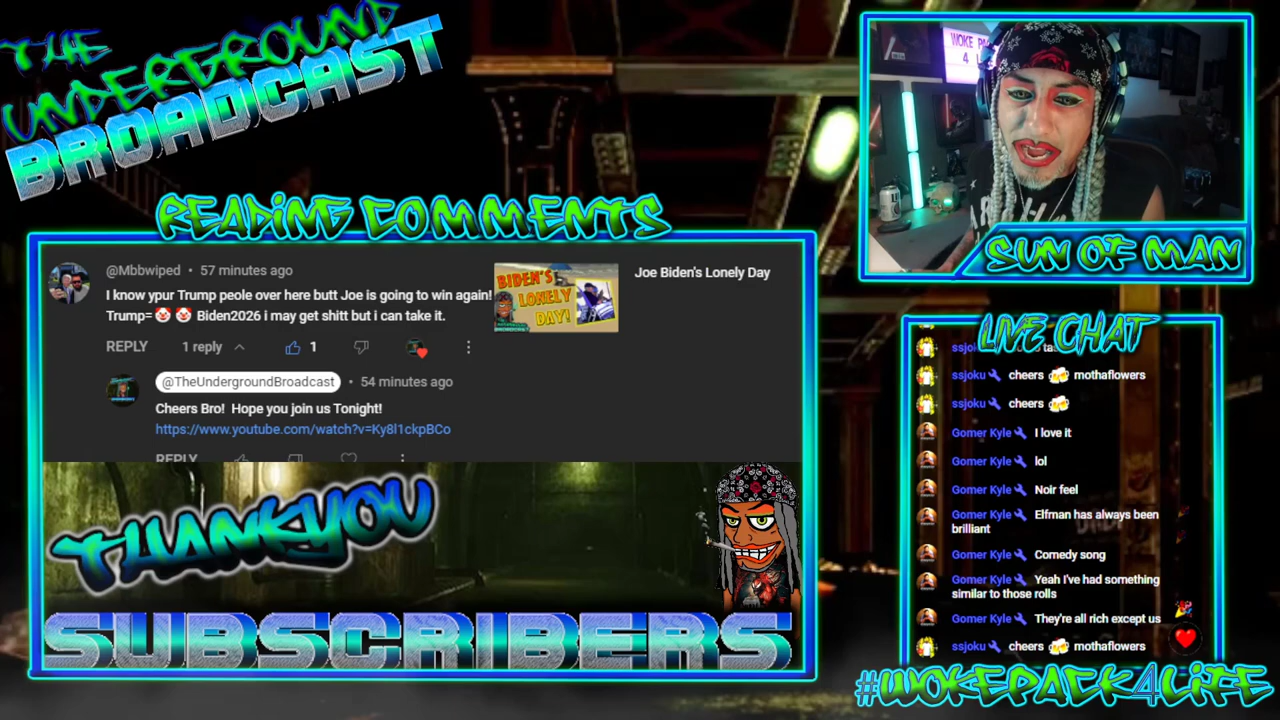 THE
UNDERGROUND
BROADCAST
READING COMMENTS
@Mbbwiped • 57 minutes ago
I know ypur Trump peole over here butt Joe is going to win again!
Trump=🤡 🤡 Biden2026 i may get shitt but i can take it.
REPLY 1 reply 1
BIDEN'S
LONELY
DAY!
Joe Biden's Lonely Day
@TheUndergroundBroadcast • 54 minutes ago
Cheers Bro! Hope you join us Tonight!
https://www.youtube.com/watch?v=Ky8l1ckpBCo
REPLY
THANKYOU
SUBSCRIBERS
WOKE
4
SUN OF MAN
LIVE CHAT
ssjoku cheers 🍻 mothaflowers
ssjoku cheers 🍻
Gomer Kyle I love it
Gomer Kyle lol
Gomer Kyle Noir feel
Gomer Kyle Elfman has always been
brilliant
Gomer Kyle Comedy song
Gomer Kyle Yeah I've had something
similar to those rolls
Gomer Kyle They're all rich except us
ssjoku cheers 🍻 mothaflowers
#WOKEPACK4LIFE